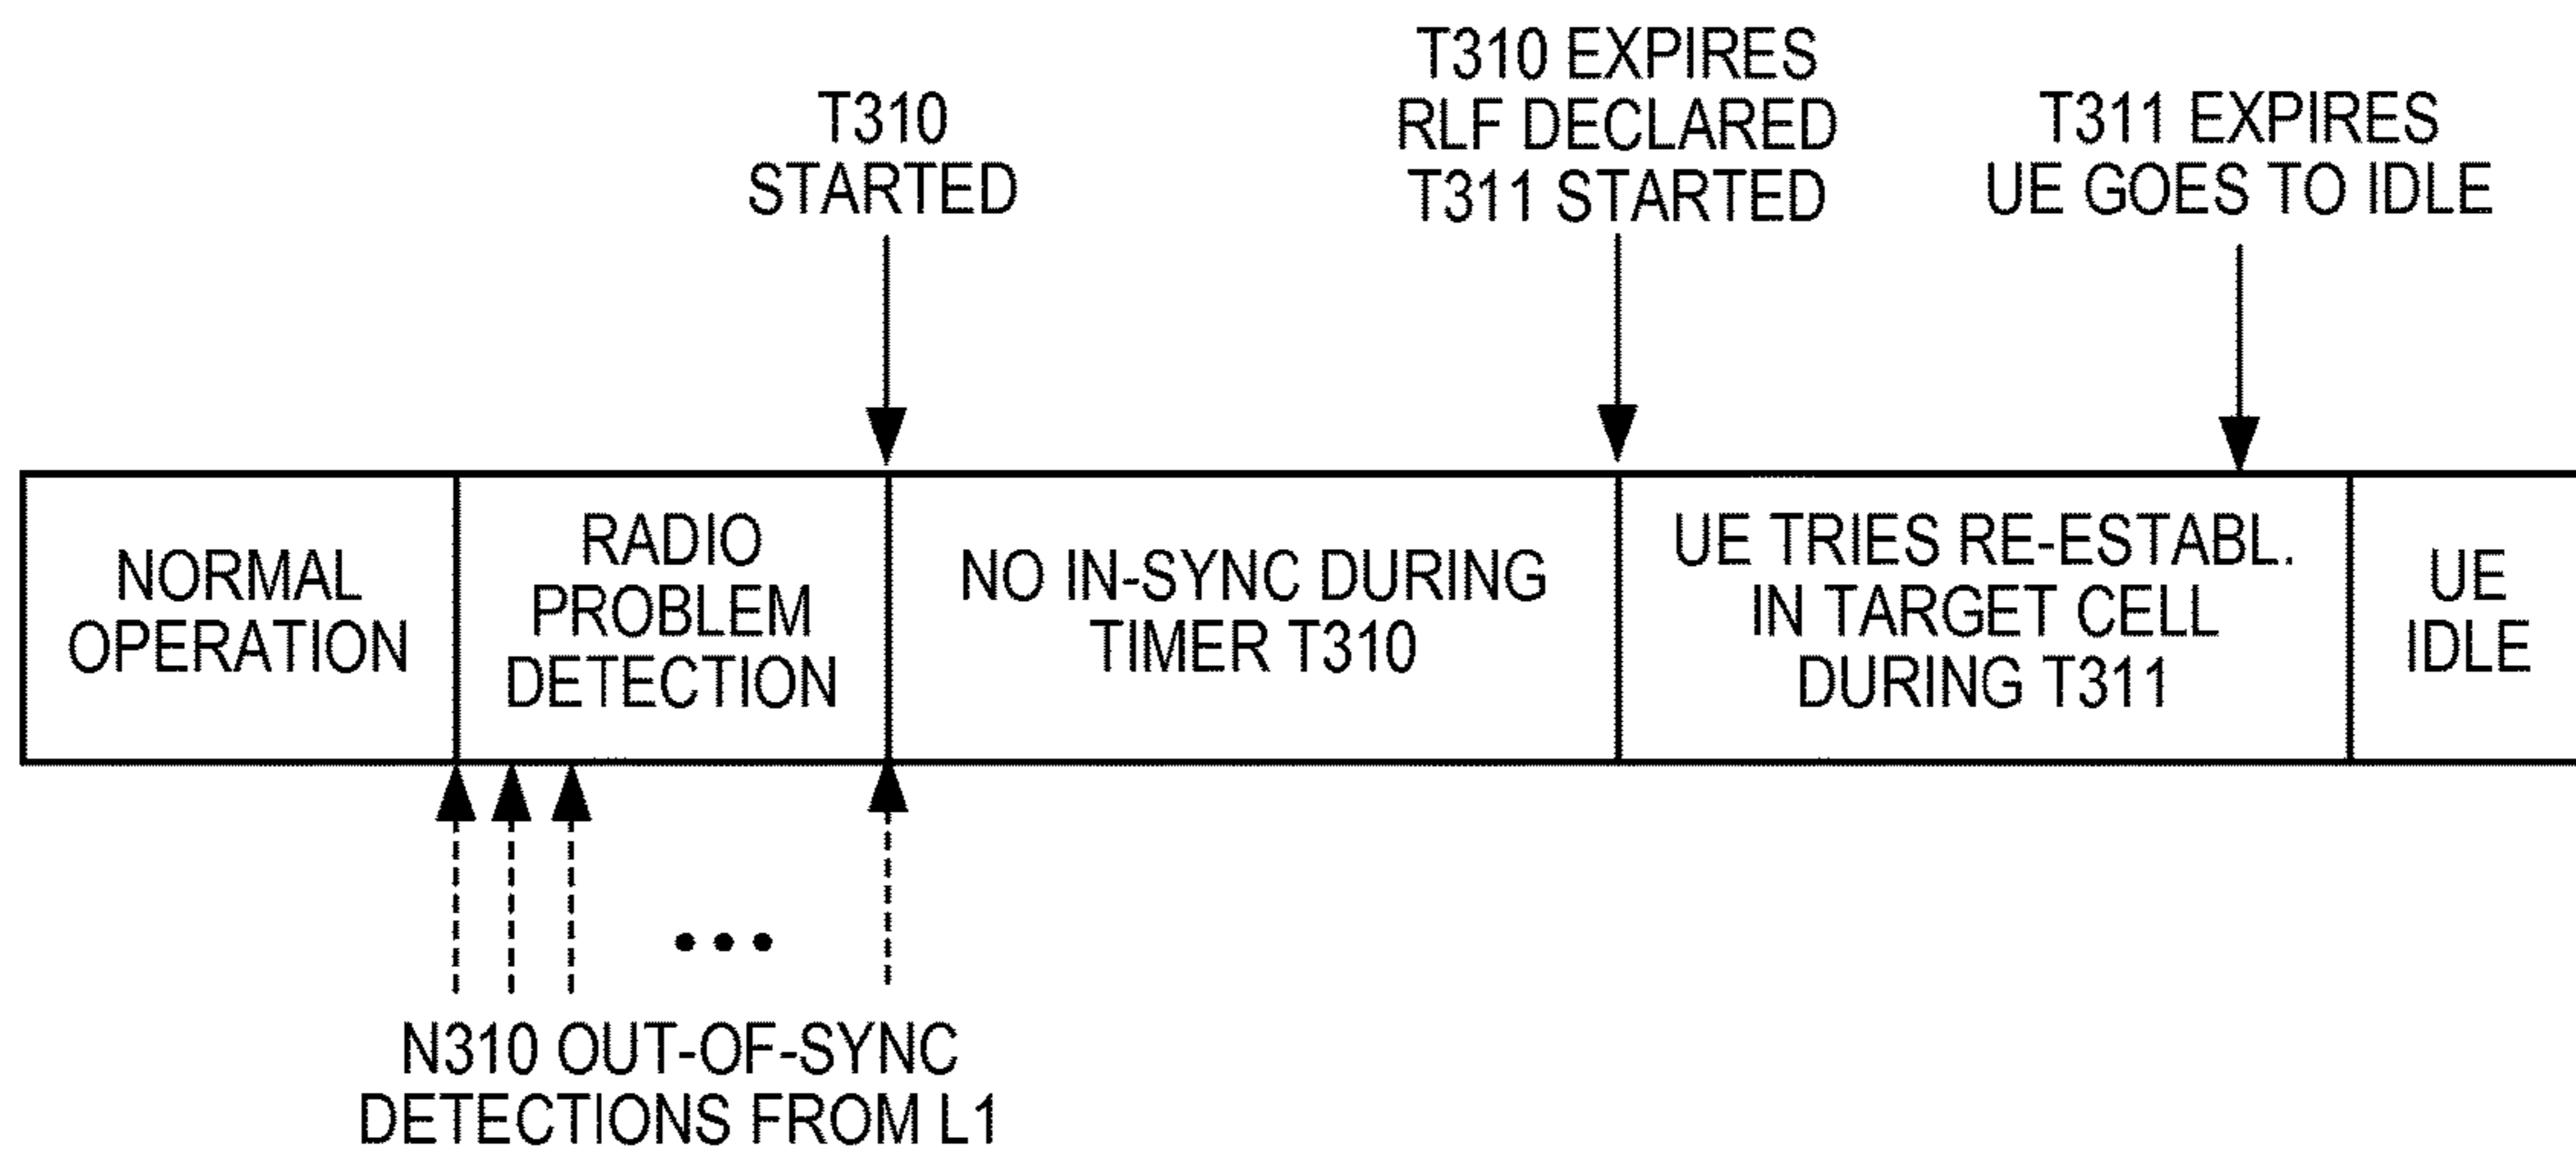 T310
STARTED
T310 EXPIRES
RLF DECLARED
T311 STARTED
T311 EXPIRES
UE GOES TO IDLE
NORMAL
OPERATION
RADIO
PROBLEM
DETECTION
NO IN-SYNC DURING
TIMER T310
UE TRIES RE-ESTABL.
IN TARGET CELL
DURING T311
UE
IDLE
N310 OUT-OF-SYNC
DETECTIONS FROM L1